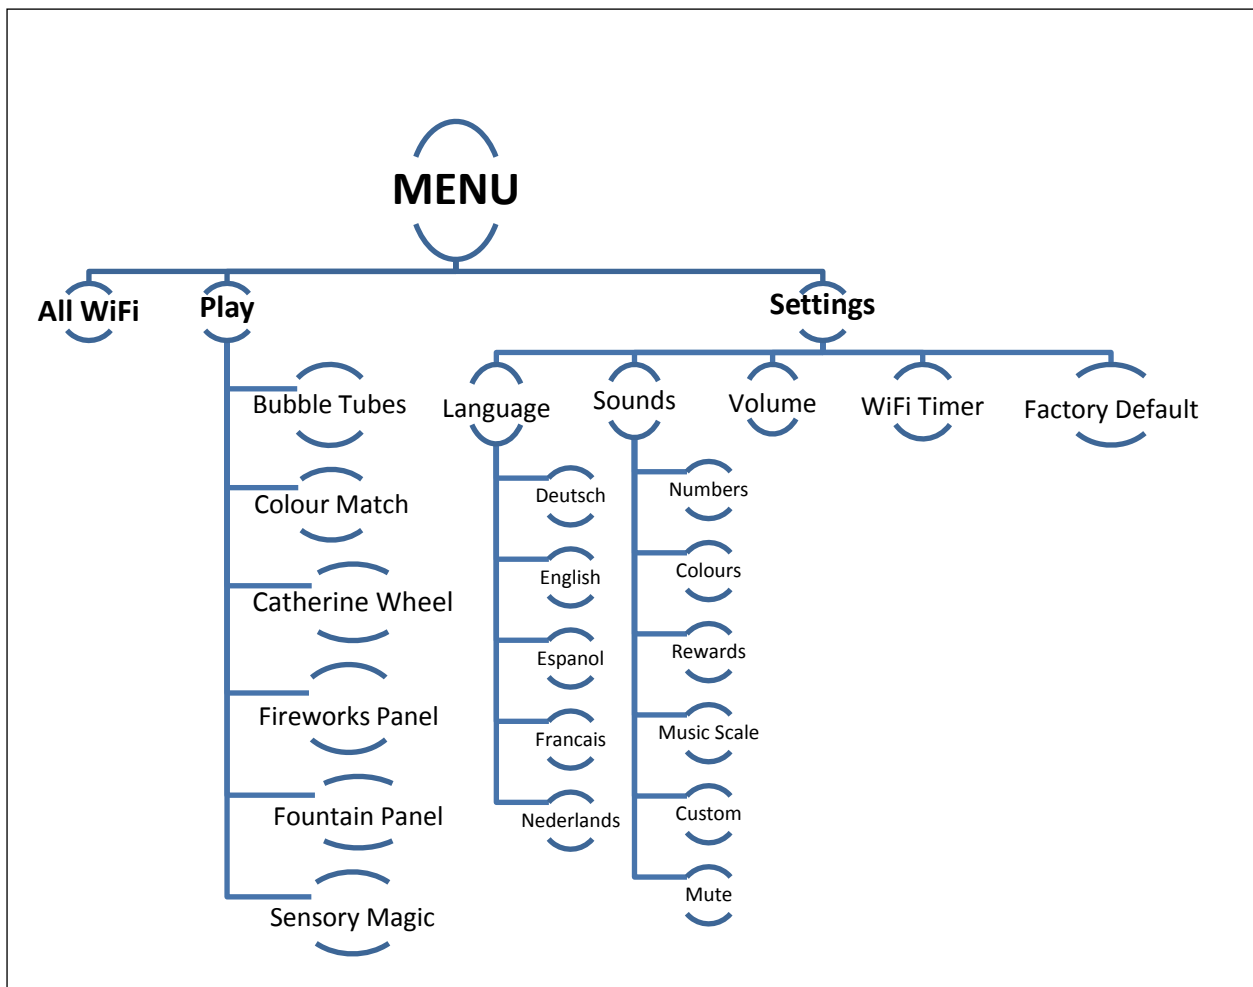 MENU
All WiFi
Play
Settings
Bubble Tubes
Colour Match
Catherine Wheel
Fireworks Panel
Fountain Panel
Sensory Magic
Language
Sounds
Volume
WiFi Timer
Factory Default
Deutsch
English
Espanol
Francais
Nederlands
Numbers
Colours
Rewards
Music Scale
Custom
Mute